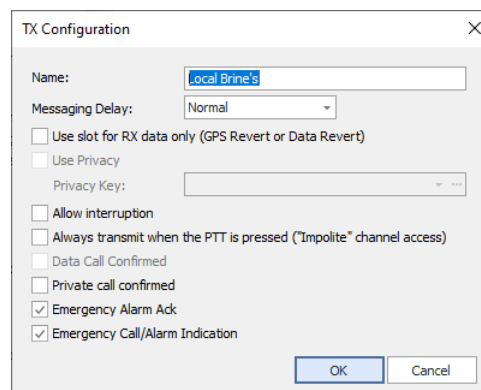 TX Configuration
Name: Local Brine's
Messaging Delay: Normal
Use slot for RX data only (GPS Revert or Data Revert)
Use Privacy
Privacy Key:
Allow interruption
Always transmit when the PTT is pressed ("Impolite" channel access)
Data Call Confirmed
Private call confirmed
Emergency Alarm Ack
Emergency Call/Alarm Indication
OK Cancel